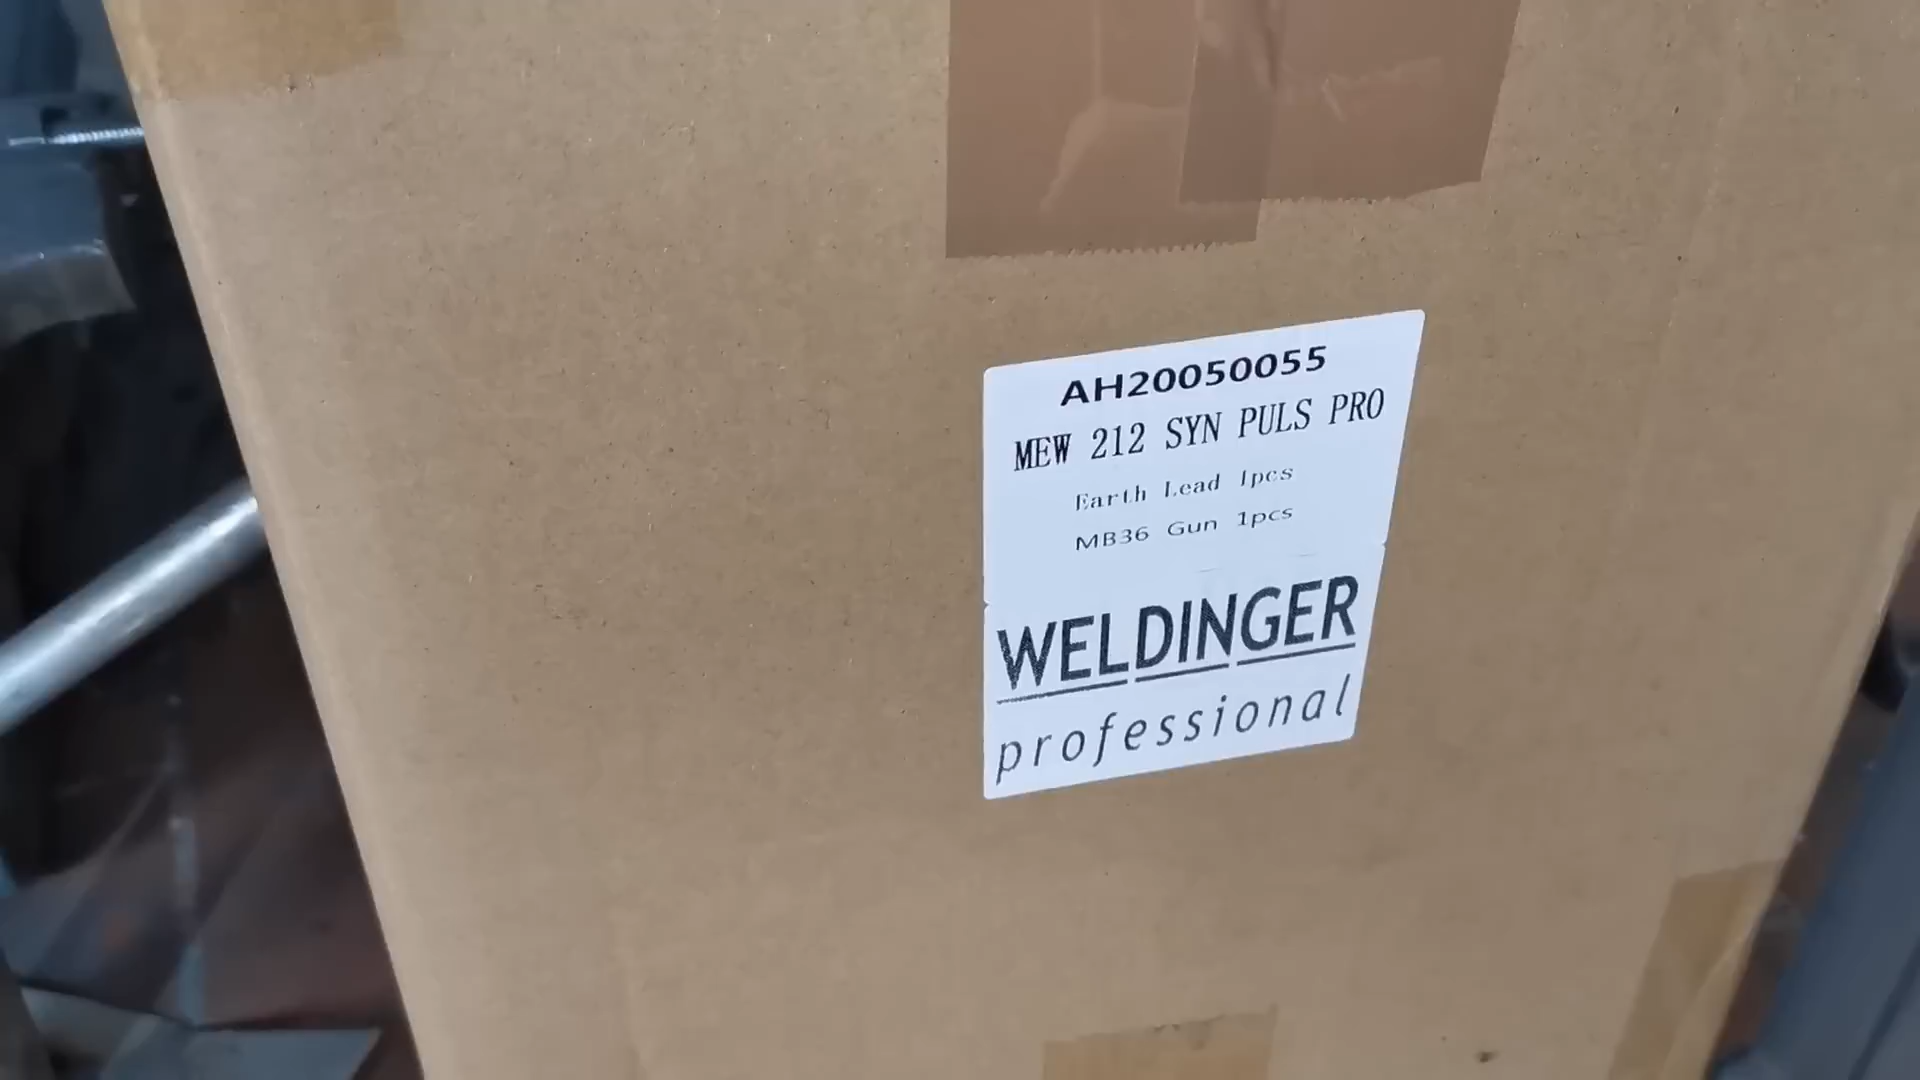 AH20050055
MEW 212 SYN PULS PRO
Earth Lead 1pcs
MB36 Gun 1pcs
WELDINGER
professional